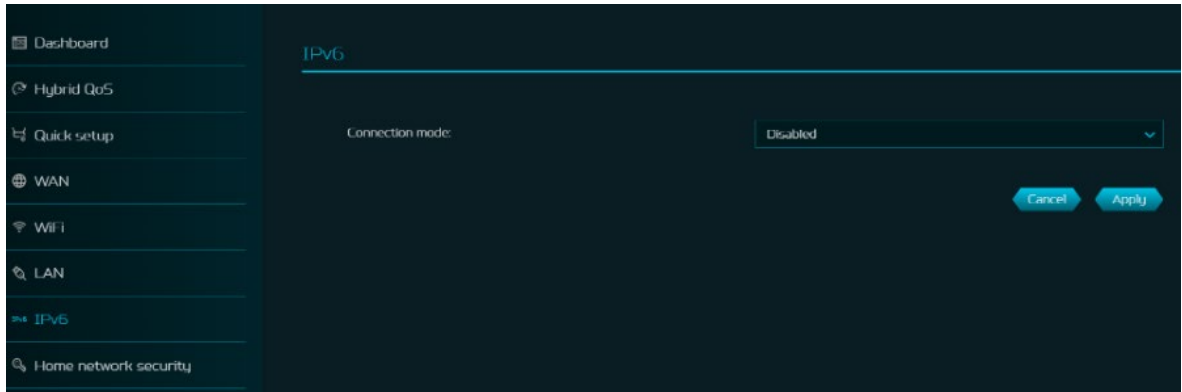 Dashboard
Hybrid QoS
Quick setup
WAN
WiFi
LAN
IPv6
Home network security
IPv6
Connection mode:
Disabled
Cancel
Apply